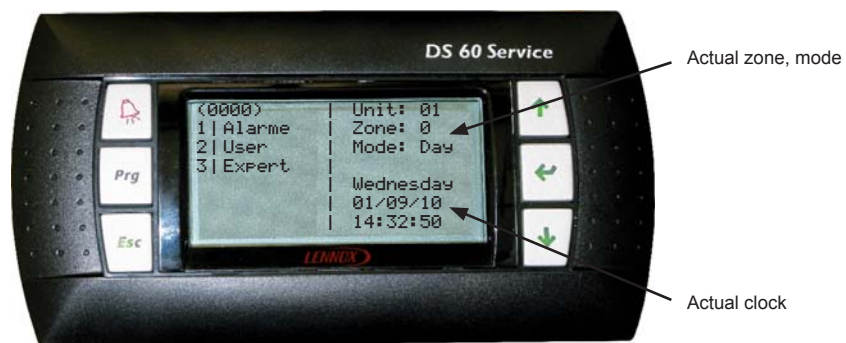 DS 60 Service
Actual zone, mode
(0000) | Unit: 01
1|Alarme | Zone: 0
2|User | Mode: Day
3|Expert |
| Wednesday
| 01/09/10
| 14:32:50
Prg
Esc
LENNOX
Actual clock